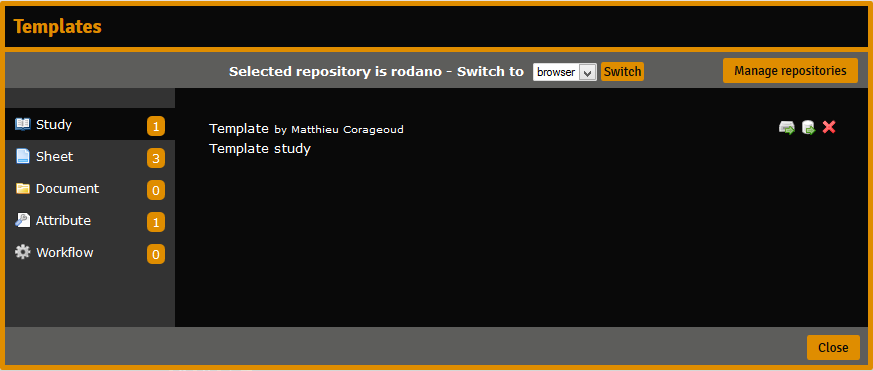 Templates
Selected repository is rodano - Switch to browser Switch Manage repositories
Study 1
Sheet 3
Document 0
Attribute 1
Workflow 0
Template by Matthieu Corageoud
Template study
Close